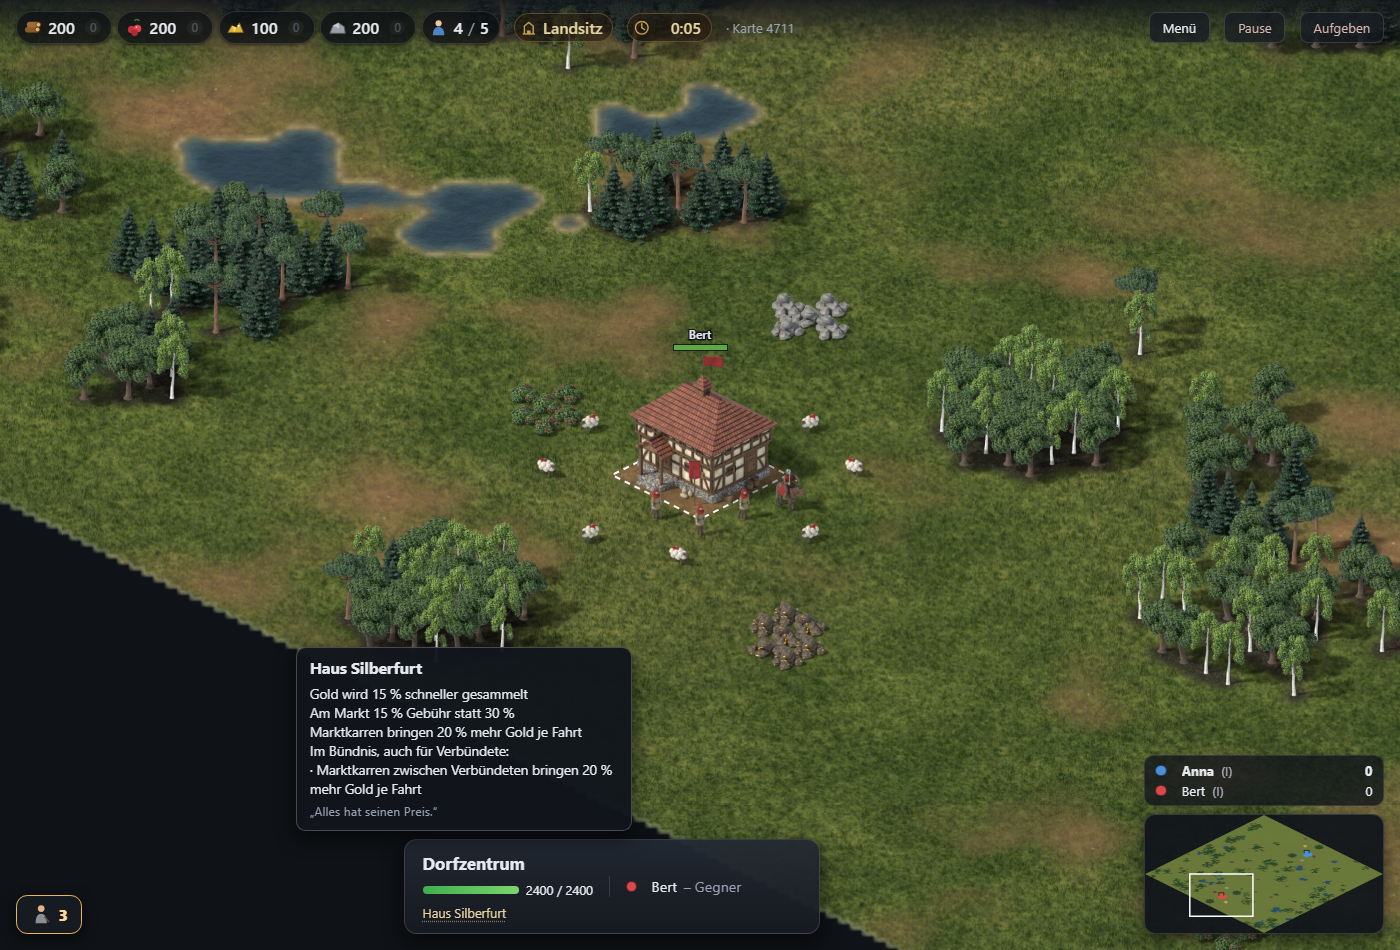 200 0 200 0 100 0 200 0 4 / 5 Landsitz 0:05 · Karte 4711 Menü Pause Aufgeben
Bert
Haus Silberfurt
Gold wird 15 % schneller gesammelt
Am Markt 15 % Gebühr statt 30 %
Marktkarren bringen 20 % mehr Gold je Fahrt
Im Bündnis, auch für Verbündete:
· Marktkarren zwischen Verbündeten bringen 20 %
mehr Gold je Fahrt
„Alles hat seinen Preis.“
Anna (I) 0
Bert (I) 0
Dorfzentrum
2400 / 2400 Bert – Gegner
Haus Silberfurt
3